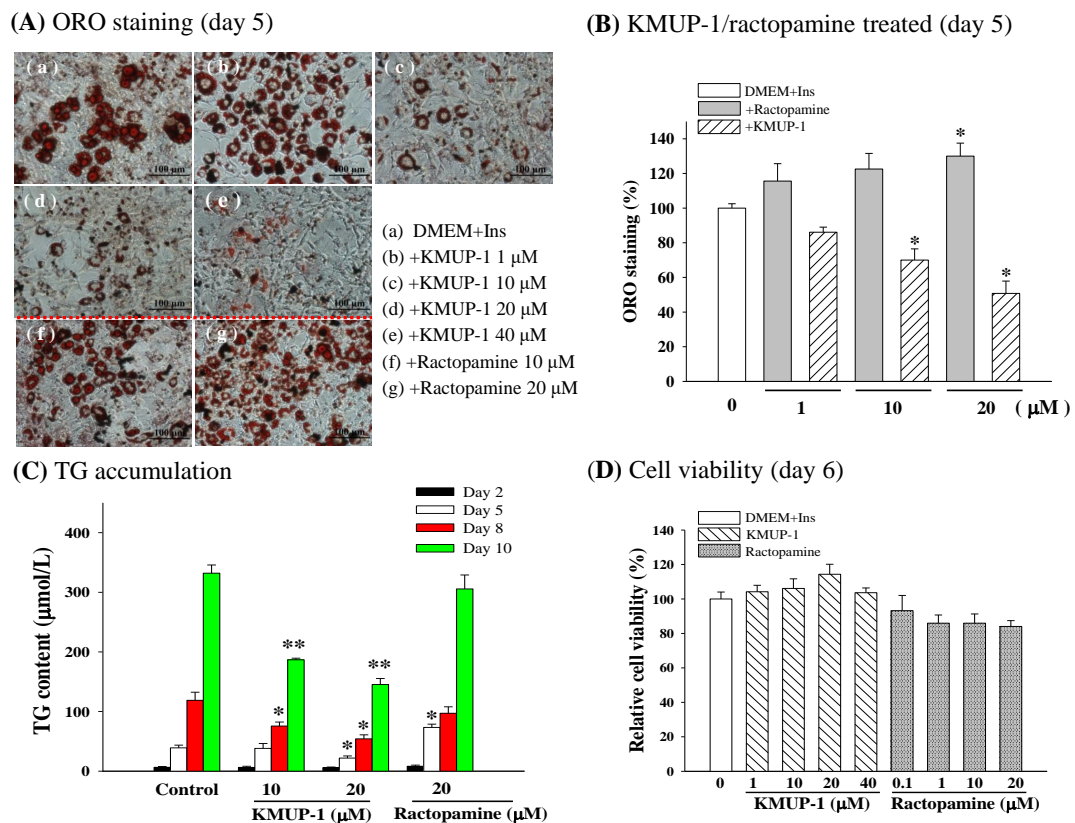 (A) ORO staining (day 5)
( a )
( b )
( c )
100 μm
100 μm
100 μm
( d )
( e )
100 μm
100 μm
( f )
( g )
100 μm
100 μm
(a) DMEM+Ins
(b) +KMUP-1 1 μM
(c) +KMUP-1 10 μM
(d) +KMUP-1 20 μM
(e) +KMUP-1 40 μM
(f) +Ractopamine 10 μM
(g) +Ractopamine 20 μM
(B) KMUP-1/ractopamine treated (day 5)
DMEM+Ins
+Ractopamine
+KMUP-1
ORO staining (%)
140
120
100
80
60
40
20
0
*
*
*
0 1 10 20 ( μM )
(C) TG accumulation
Day 2
Day 5
Day 8
Day 10
TG content (μmol/L)
400
300
200
100
0
*
**
*
*
**
*
Control 10 20 20
KMUP-1 (μM) Ractopamine (μM)
(D) Cell viability (day 6)
DMEM+Ins
KMUP-1
Ractopamine
Relative cell viability (%)
140
120
100
80
60
40
20
0
0 1 10 20 40 0.1 1 10 20
KMUP-1 (μM) Ractopamine (μM)